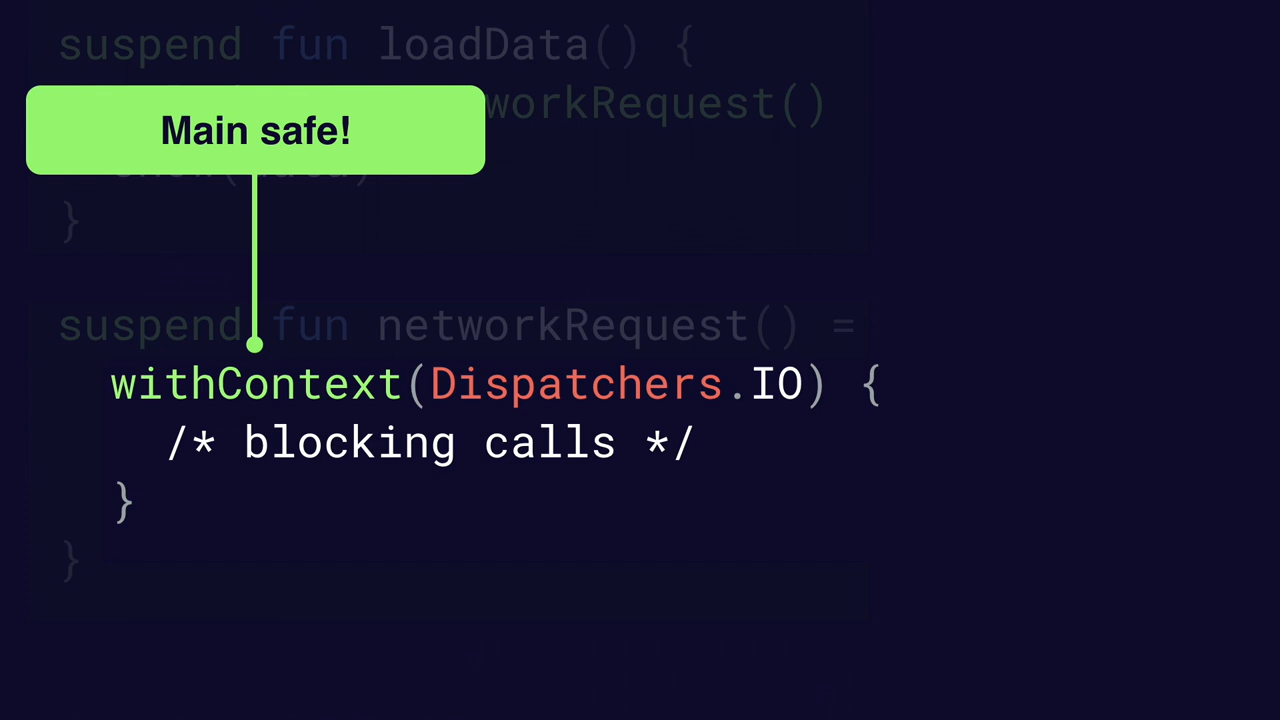 suspend fun loadData() {
workRequest()
Main safe!
}
suspend fun networkRequest() =
withContext(Dispatchers.IO) {
/* blocking calls */
}
}